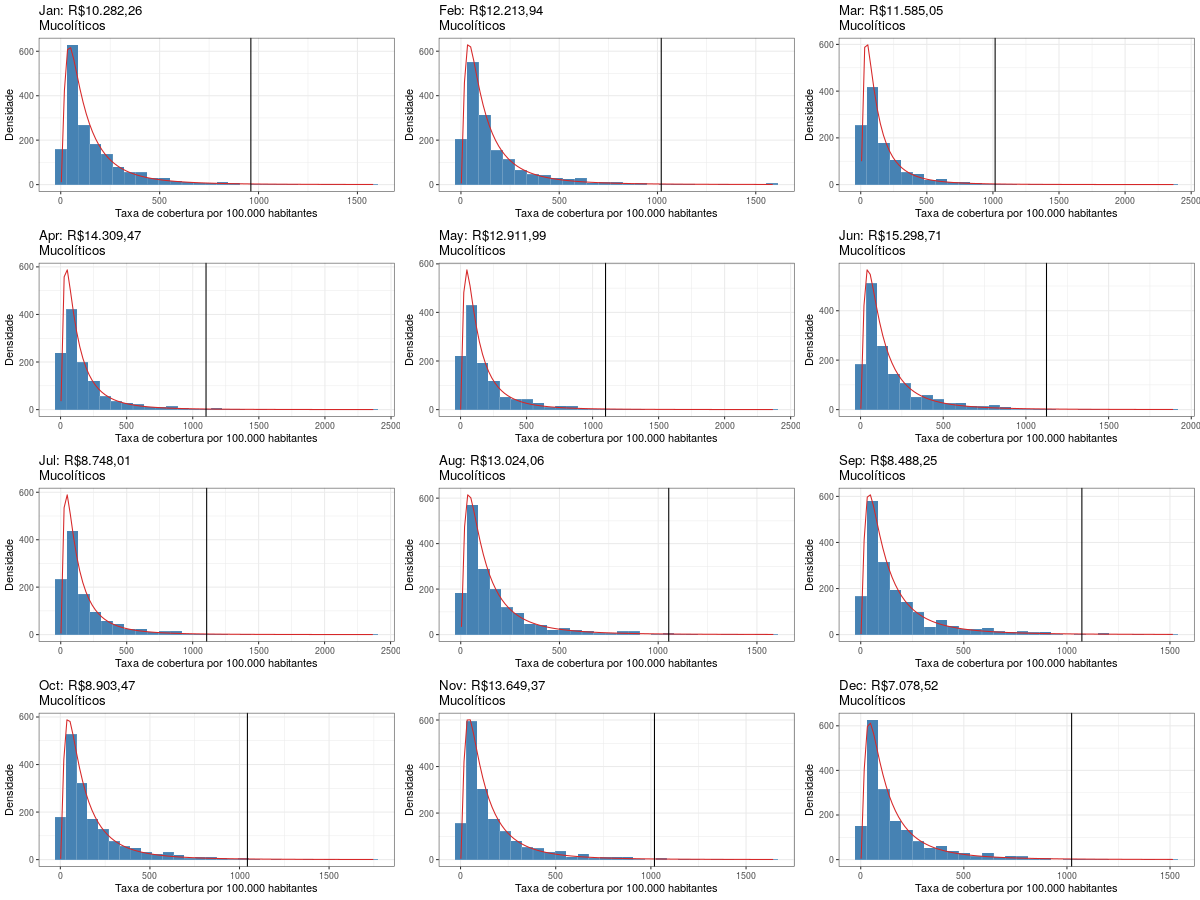 Jan: R$10.282,26
Mucolíticos
Densidade
600
400
200
0
0 500 1000 1500
Taxa de cobertura por 100.000 habitantes
Feb: R$12.213,94
Mucolíticos
Densidade
600
400
200
0
0 500 1000 1500
Taxa de cobertura por 100.000 habitantes
Mar: R$11.585,05
Mucolíticos
Densidade
600
400
200
0
0 500 1000 1500 2000 2500
Taxa de cobertura por 100.000 habitantes
Apr: R$14.309,47
Mucolíticos
Densidade
600
400
200
0
0 500 1000 1500 2000 2500
Taxa de cobertura por 100.000 habitantes
May: R$12.911,99
Mucolíticos
Densidade
600
400
200
0
0 500 1000 1500 2000 2500
Taxa de cobertura por 100.000 habitantes
Jun: R$15.298,71
Mucolíticos
Densidade
400
200
0
0 500 1000 1500 2000
Taxa de cobertura por 100.000 habitantes
Jul: R$8.748,01
Mucolíticos
Densidade
600
400
200
0
0 500 1000 1500 2000 2500
Taxa de cobertura por 100.000 habitantes
Aug: R$13.024,06
Mucolíticos
Densidade
600
400
200
0
0 500 1000 1500
Taxa de cobertura por 100.000 habitantes
Sep: R$8.488,25
Mucolíticos
Densidade
600
400
200
0
0 500 1000 1500
Taxa de cobertura por 100.000 habitantes
Oct: R$8.903,47
Mucolíticos
Densidade
600
400
200
0
0 500 1000 1500
Taxa de cobertura por 100.000 habitantes
Nov: R$13.649,37
Mucolíticos
Densidade
600
400
200
0
0 500 1000 1500
Taxa de cobertura por 100.000 habitantes
Dec: R$7.078,52
Mucolíticos
Densidade
600
400
200
0
0 500 1000 1500
Taxa de cobertura por 100.000 habitantes